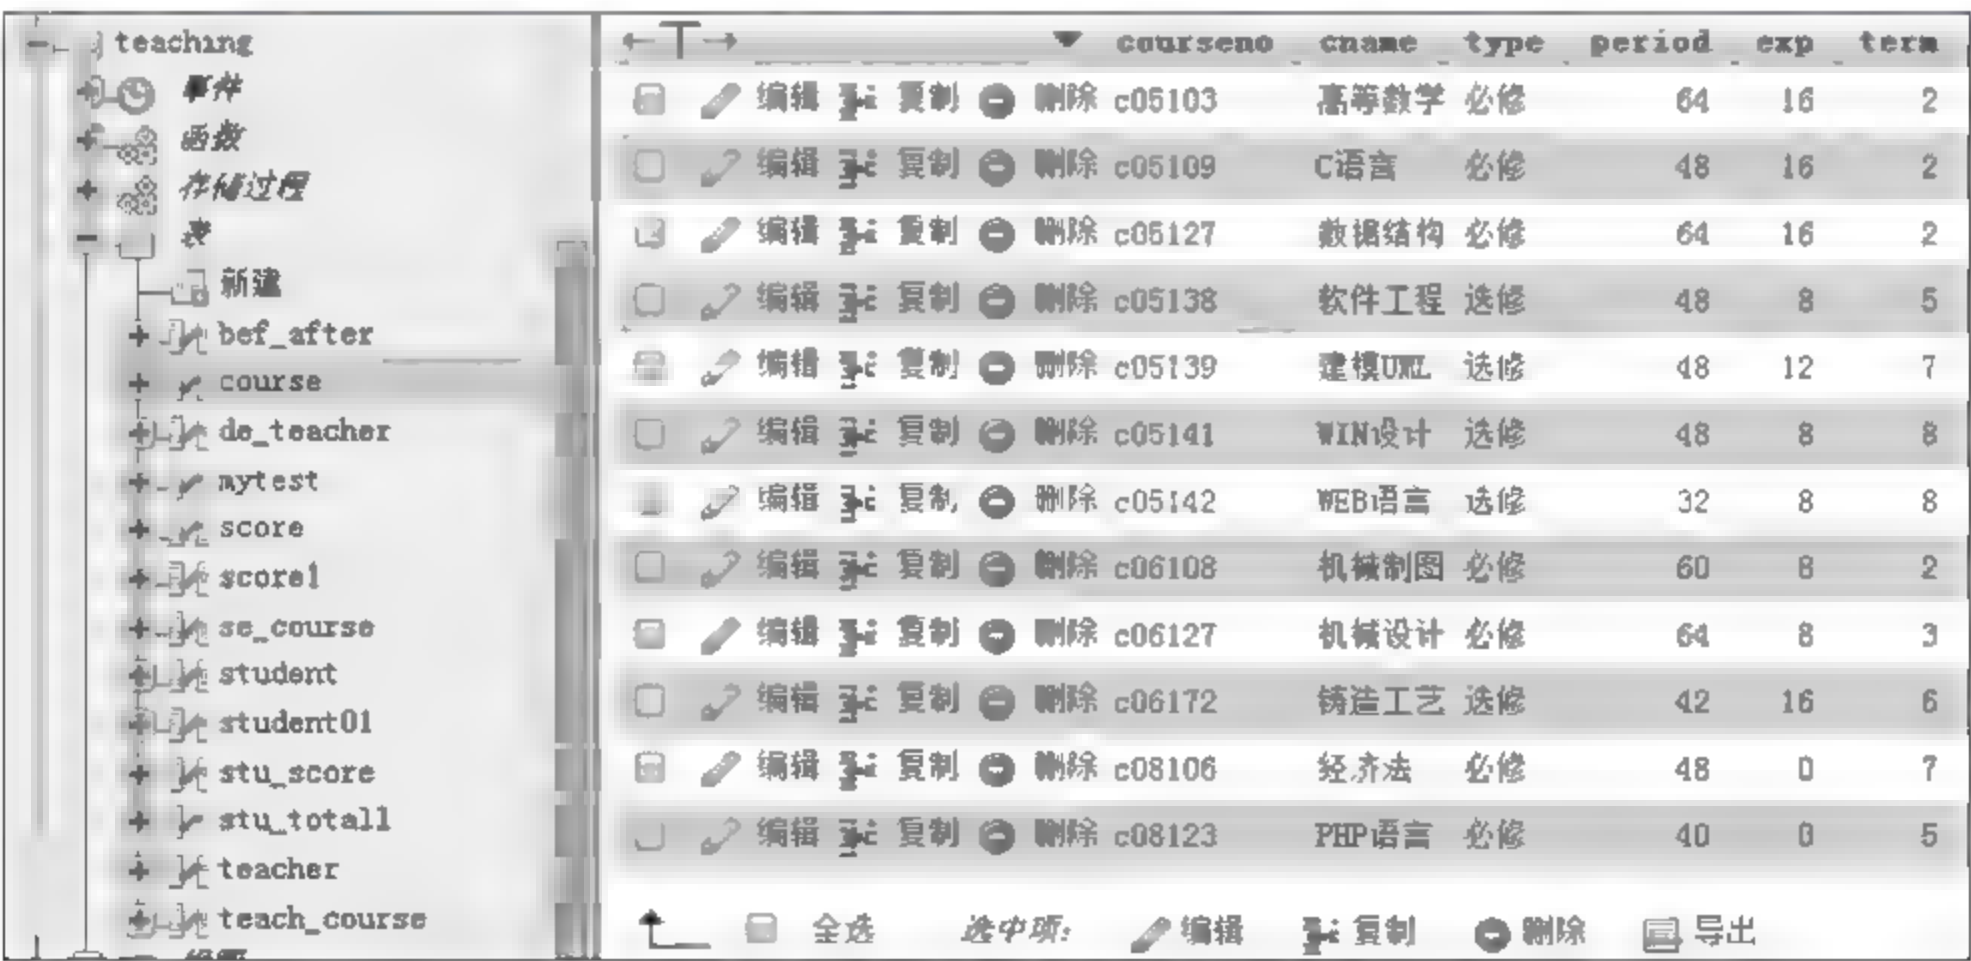 teaching
事件
函数
存储过程
表
新建
bef_after
course
de_teacher
mytest
score
score1
se_course
student
student01
stu_score
stu_total1
teacher
teach_course
courseno cname type period exp term
编辑 复制 删除 c05103 高等数学 必修 64 16 2
编辑 复制 删除 c05109 C语言 必修 48 16 2
编辑 复制 删除 c05127 数据结构 必修 64 16 2
编辑 复制 删除 c05138 软件工程 选修 48 8 5
编辑 复制 删除 c05139 建模UML 选修 48 12 7
编辑 复制 删除 c05141 WIN设计 选修 48 8 8
编辑 复制 删除 c05142 WEB语言 选修 32 8 8
编辑 复制 删除 c06108 机械制图 必修 60 8 2
编辑 复制 删除 c06127 机械设计 必修 64 8 3
编辑 复制 删除 c06172 铸造工艺 选修 42 16 6
编辑 复制 删除 c08106 经济法 必修 48 0 7
编辑 复制 删除 c08123 PHP语言 必修 40 0 5
全选 选中项: 编辑 复制 删除 导出